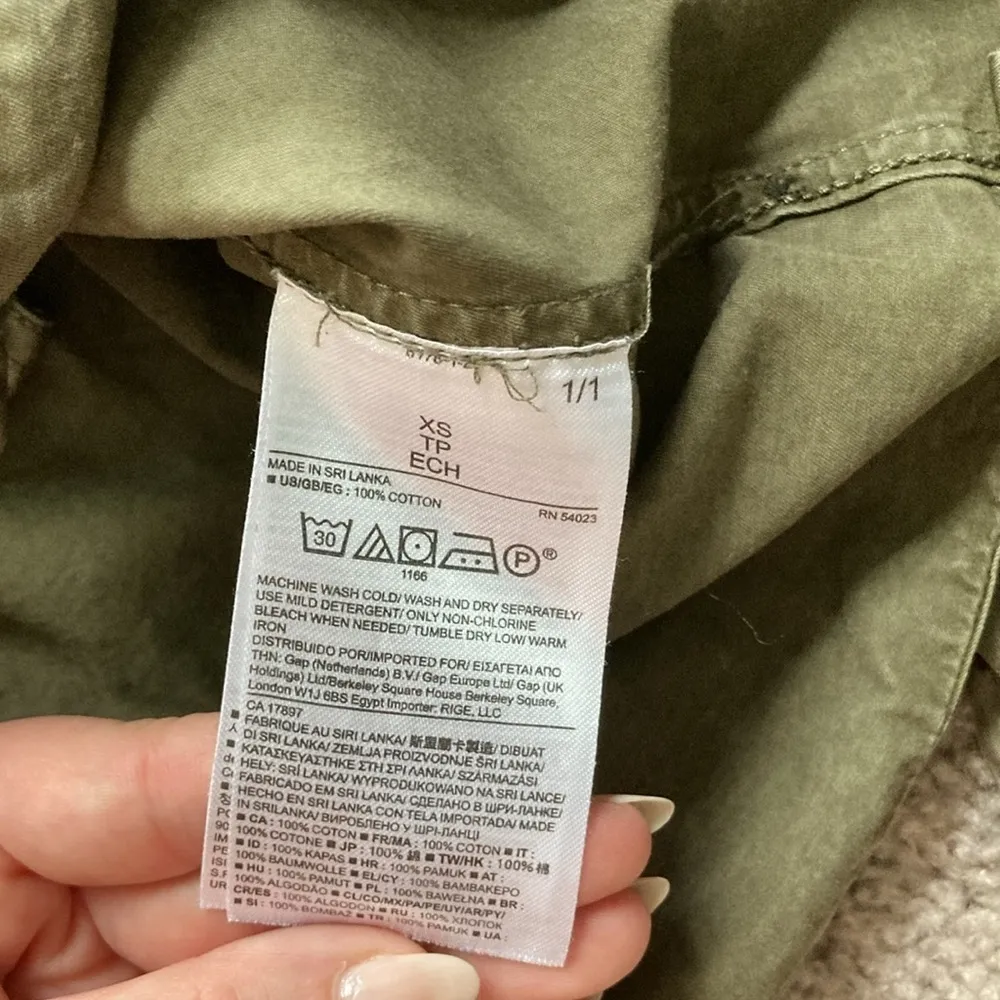 1/1
XS
TP
ECH
MADE IN SRI LANKA
■ US/GB/EG : 100% COTTON
RN 54023
30 P®
1166
MACHINE WASH COLD/ WASH AND DRY SEPARATELY/
USE MILD DETERGENT/ ONLY NON-CHLORINE
BLEACH WHEN NEEDED/ TUMBLE DRY LOW/ WARM
IRON
DISTRIBUIDO POR/IMPORTED FOR/ ΕΙΣΑΓΕΤΑΙ ΑΠΟ
THN: Gap (Netherlands) B.V./ Gap Europe Ltd/ Gap (UK
Holdings) Ltd/Berkeley Square House Berkeley Square,
London W1J 6BS Egypt Importer: RIGE, LLC
CA 17897
FABRIQUE AU SIRI LANKA/ 斯里蘭卡製造/ DIBUAT
DI SRI LANKA/ ZEMLJA PROIZVODNJE ŠRI LANKA/
ΚΑΤΑΣΚΕΥΑΣΤΗΚΕ ΣΤΗ ΣΡΙ ΛΑΝΚΑ/ SZÁRMAZÁSI
HELY: SRÍ LANKA/ WYPRODUKOWANO NA SRI LANCE/
FABRICADO EM SRI LANKA/ СДЕЛАНО В ШРИ-ЛАНКЕ/
HECHO EN SRI LANKA CON TELA IMPORTADA/ MADE
IN SRILANKA/ ВИРОБЛЕНО У ШРІ-ЛАНЦІ
■ CA : 100% COTON ■ FR/MA : 100% COTON ■ IT :
100% COTONE ■ JP : 100% 綿 ■ TW/HK : 100% 棉
■ ID : 100% KAPAS ■ HR : 100% PAMUK ■ AT :
100% BAUMWOLLE ■ EL/CY : 100% ΒΑΜΒΑΚΕΡΟ
■ HU : 100% PAMUT ■ PL : 100% BAWEŁNA ■ BR :
100% ALGODÃO ■ CL/CO/MX/PA/PE/UY/AR/PY/
CR/ES : 100% ALGODON ■ RU : 100% ХЛОПОК
■ SI : 100% BOMBAŽ ■ TR : 100% PAMUK ■ UA :